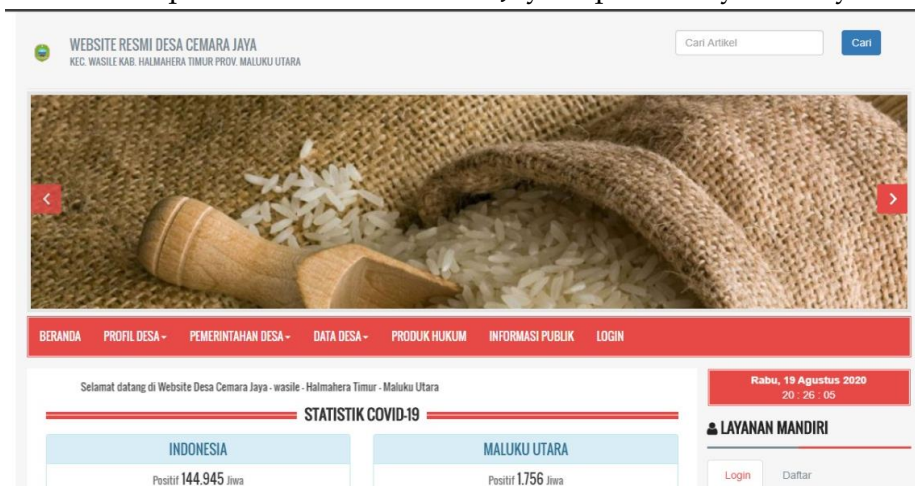 WEBSITE RESMI DESA CEMARA JAYA
KEC. WASILE KAB. HALMAHERA TIMUR PROV. MALUKU UTARA
Cari Artikel
Cari
BERANDA PROFIL DESA PEMERINTAHAN DESA DATA DESA PRODUK HUKUM INFORMASI PUBLIK LOGIN
Selamat datang di Website Desa Cemara Jaya - wasile - Halmahera Timur - Maluku Utara
STATISTIK COVID-19
INDONESIA
Positif 144.945 Jiwa
MALUKU UTARA
Positif 1.756 Jiwa
Rabu, 19 Agustus 2020
20 : 26 : 05
LAYANAN MANDIRI
Login Daftar